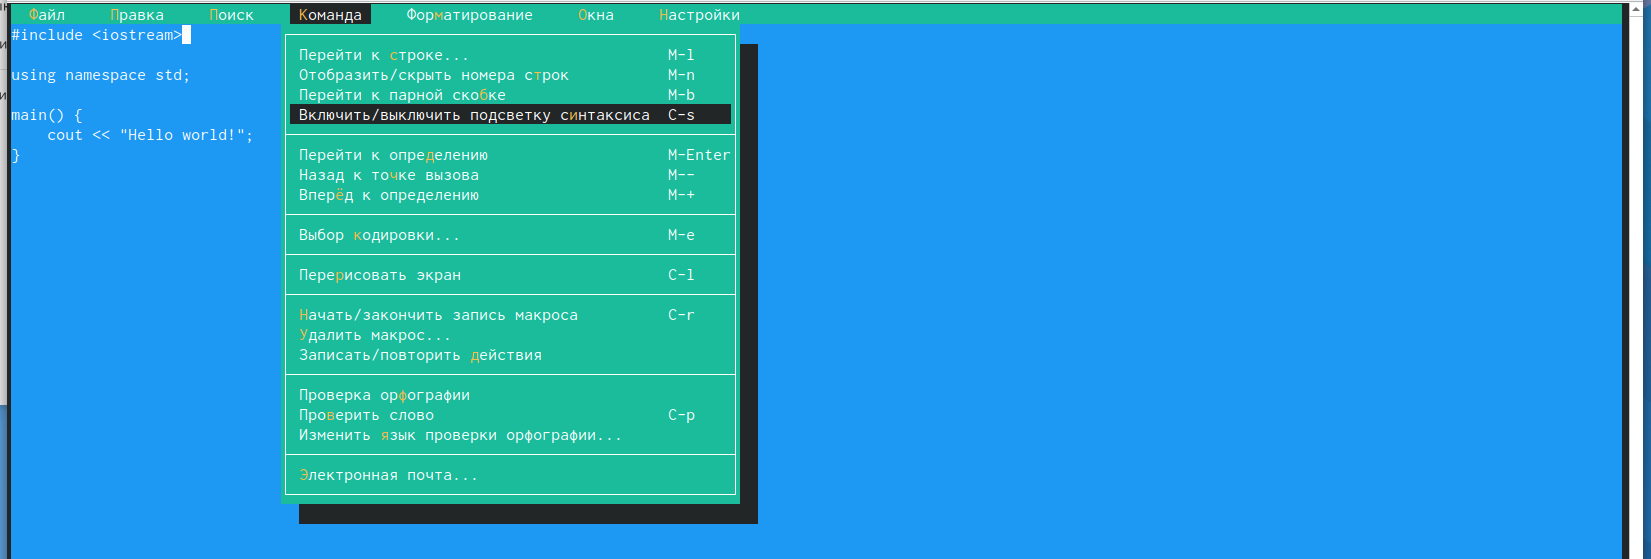 Файл Правка Поиск Команда Форматирование Окна Настройки
#include <iostream>
using namespace std;
main() {
    cout << "Hello world!";
}
Перейти к строке... M-l
Отобразить/скрыть номера строк M-n
Перейти к парной скобке M-b
Включить/выключить подсветку синтаксиса C-s
Перейти к определению M-Enter
Назад к точке вызова M--
Вперёд к определению M-+
Выбор кодировки... M-e
Перерисовать экран C-l
Начать/закончить запись макроса C-r
Удалить макрос...
Записать/повторить действия
Проверка орфографии
Проверить слово C-p
Изменить язык проверки орфографии...
Электронная почта...